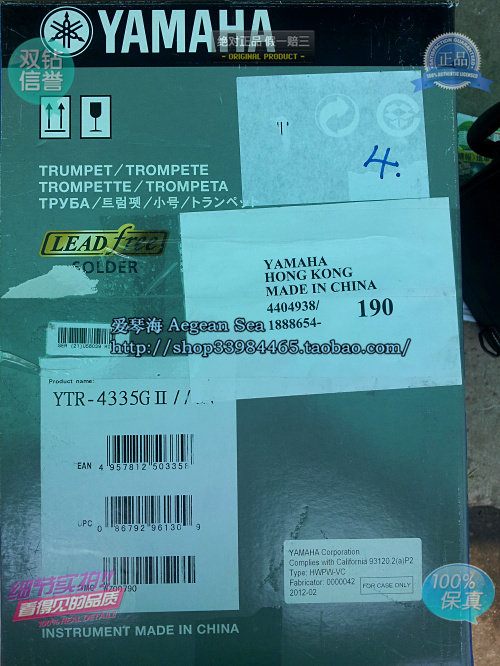 YAMAHA
绝对正品 假一赔三
- ORIGINAL PRODUCT -
双钻
信誉
正品
100% AUTHENTIC LICENSED
4.
TRUMPET/TROMPETE
TROMPETTE/TROMPETA
ТРУБА/트럼펫/小号/トランペット
LEAD free
SOLDER
YAMAHA
HONG KONG
MADE IN CHINA
4404938/
1888654-
190
爱琴海 Aegean Sea
http://shop33984465.taobao.com/
Product name:
YTR-4335GⅡ//
EAN 4 957812 503358
UPC 0 86792 96130 9
200790
YAMAHA Corporation
Complies with California 93120.2(a)P2
Type: HWPW-VC
Fabricator: 0000042
2012-02
FOR CASE ONLY
细节实拍!!
看得见的品质
100% REAL DETAILS!
100%
保真
INSTRUMENT MADE IN CHINA